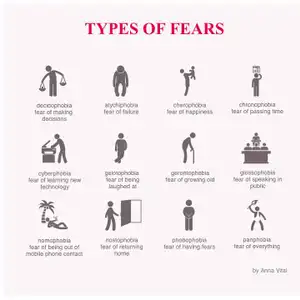 TYPES OF FEARS
decidophobia
fear of making
decisions
atychiphobia
fear of failure
cherophobia
fear of happiness
chronophobia
fear of passing time
cyberphobia
fear of learning new
technology
gelotophobia
fear of being
laughed at
gerontophobia
fear of growing old
glossophobia
fear of speaking in
public
nomophobia
fear of being out of
mobile phone contact
nostophobia
fear of returning
home
phobophobia
fear of having fears
panphobia
fear of everything
by Anna Vital